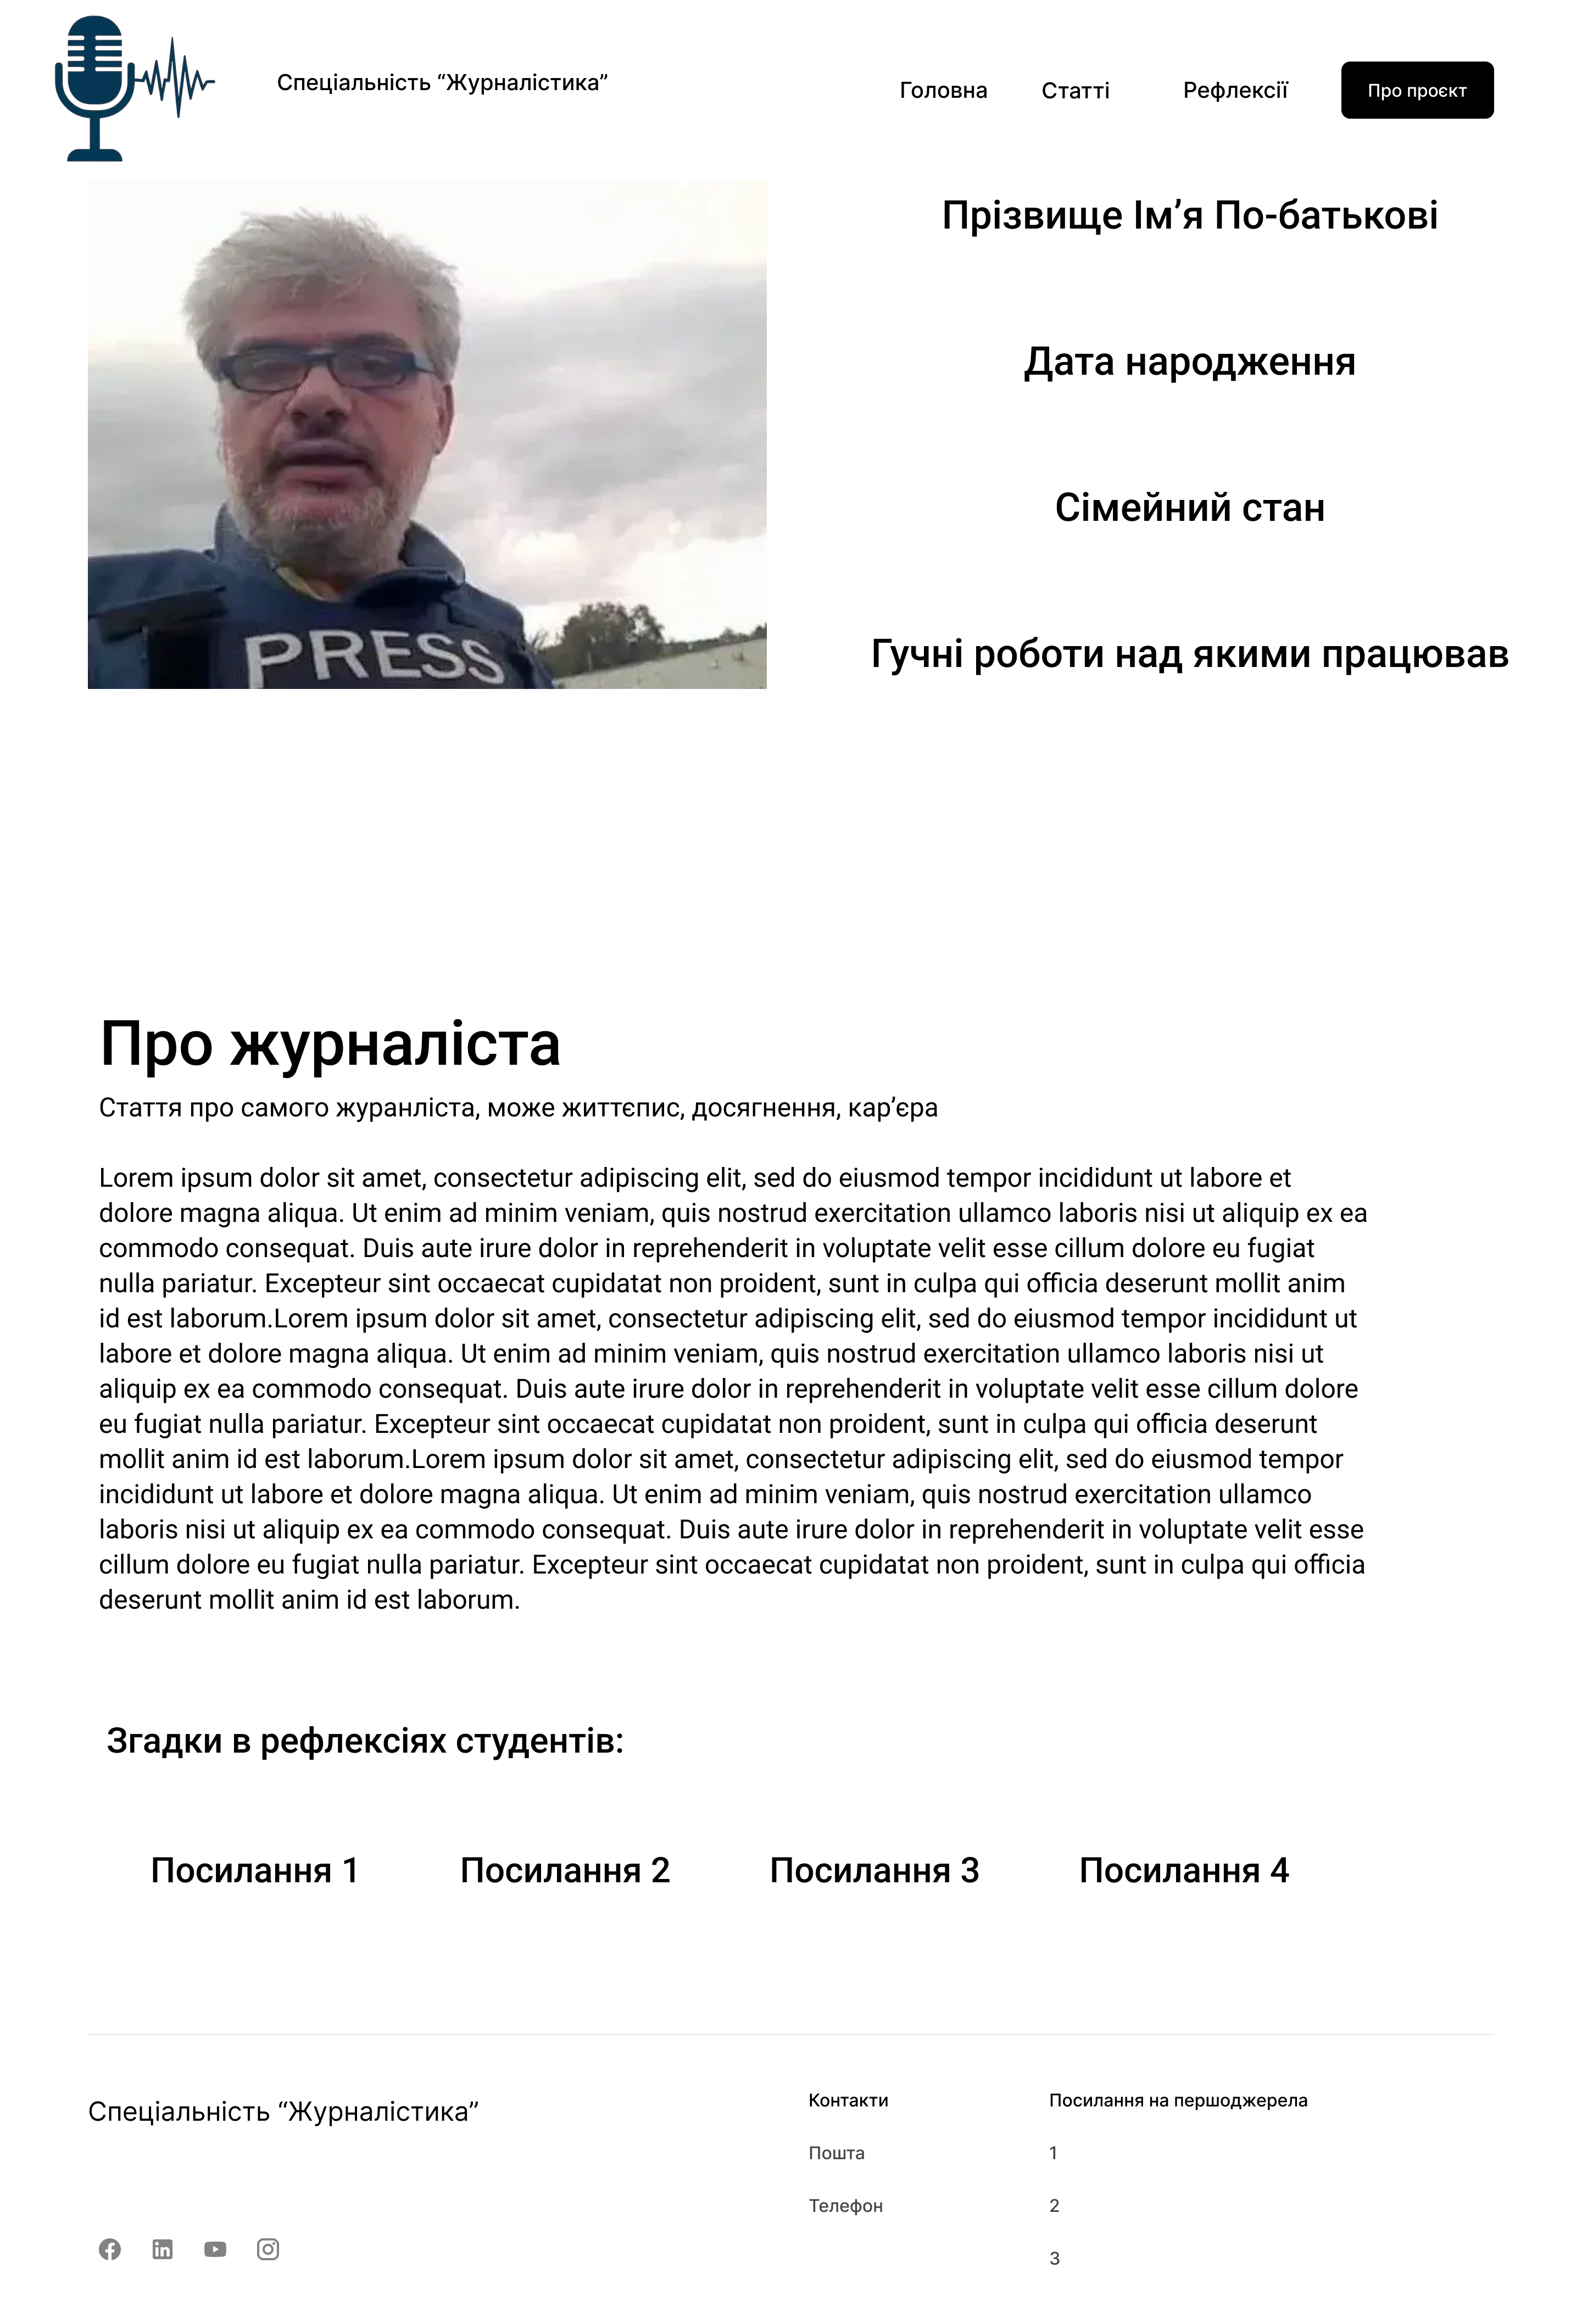 Спеціальність “Журналістика”
Головна
Статті
Рефлексії
Про проєкт
PRESS
Прізвище Ім’я По-батькові
Дата народження
Сімейний стан
Гучні роботи над якими працював
Про журналіста
Стаття про самого журанліста, може життєпис, досягнення, кар’єра
Lorem ipsum dolor sit amet, consectetur adipiscing elit, sed do eiusmod tempor incididunt ut labore et
dolore magna aliqua. Ut enim ad minim veniam, quis nostrud exercitation ullamco laboris nisi ut aliquip ex ea
commodo consequat. Duis aute irure dolor in reprehenderit in voluptate velit esse cillum dolore eu fugiat
nulla pariatur. Excepteur sint occaecat cupidatat non proident, sunt in culpa qui officia deserunt mollit anim
id est laborum.Lorem ipsum dolor sit amet, consectetur adipiscing elit, sed do eiusmod tempor incididunt ut
labore et dolore magna aliqua. Ut enim ad minim veniam, quis nostrud exercitation ullamco laboris nisi ut
aliquip ex ea commodo consequat. Duis aute irure dolor in reprehenderit in voluptate velit esse cillum dolore
eu fugiat nulla pariatur. Excepteur sint occaecat cupidatat non proident, sunt in culpa qui officia deserunt
mollit anim id est laborum.Lorem ipsum dolor sit amet, consectetur adipiscing elit, sed do eiusmod tempor
incididunt ut labore et dolore magna aliqua. Ut enim ad minim veniam, quis nostrud exercitation ullamco
laboris nisi ut aliquip ex ea commodo consequat. Duis aute irure dolor in reprehenderit in voluptate velit esse
cillum dolore eu fugiat nulla pariatur. Excepteur sint occaecat cupidatat non proident, sunt in culpa qui officia
deserunt mollit anim id est laborum.
Згадки в рефлексіях студентів:
Посилання 1
Посилання 2
Посилання 3
Посилання 4
Спеціальність “Журналістика”
Контакти
Пошта
Телефон
Посилання на першоджерела
1
2
3